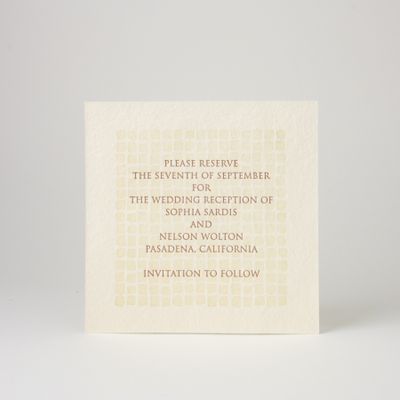 PLEASE RESERVE
THE SEVENTH OF SEPTEMBER
FOR
THE WEDDING RECEPTION OF
SOPHIA SARDIS
AND
NELSON WOLTON
PASADENA, CALIFORNIA
INVITATION TO FOLLOW